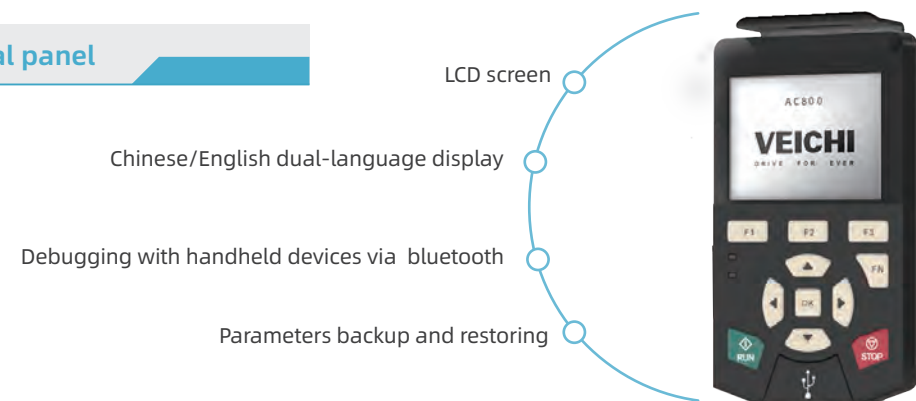 al panel
LCD screen
Chinese/English dual-language display
Debugging with handheld devices via bluetooth
Parameters backup and restoring
AC800
VEICHI
DRIVE FOR EVER
F1 F2 F3
FN
OK
RUN STOP